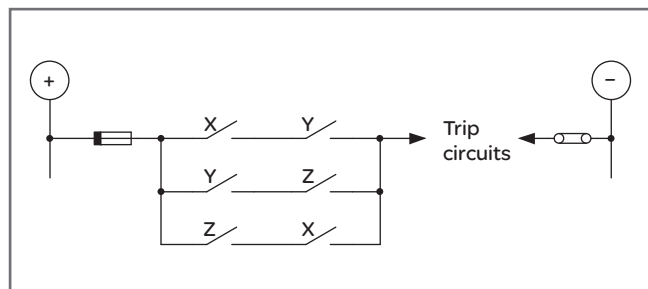 +
−
X Y
Trip
circuits
Y Z
Z X